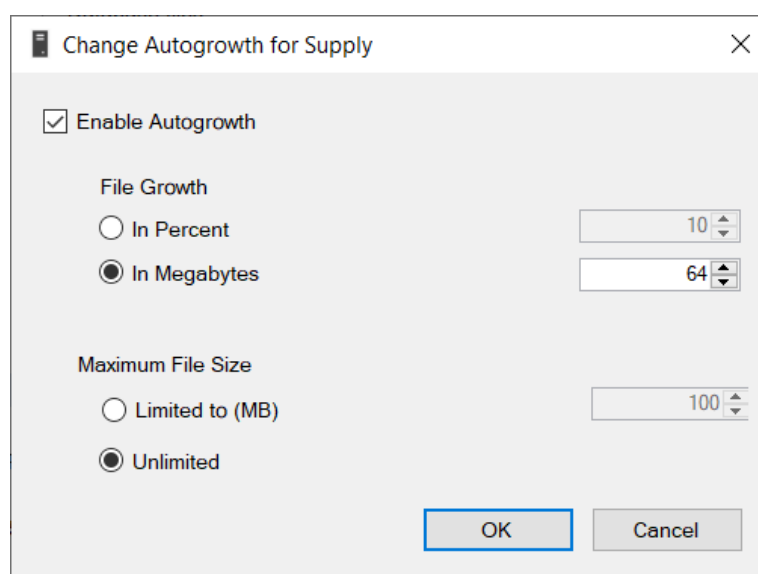 Change Autogrowth for Supply
Enable Autogrowth
File Growth
In Percent 10
In Megabytes 64
Maximum File Size
Limited to (MB) 100
Unlimited
OK Cancel